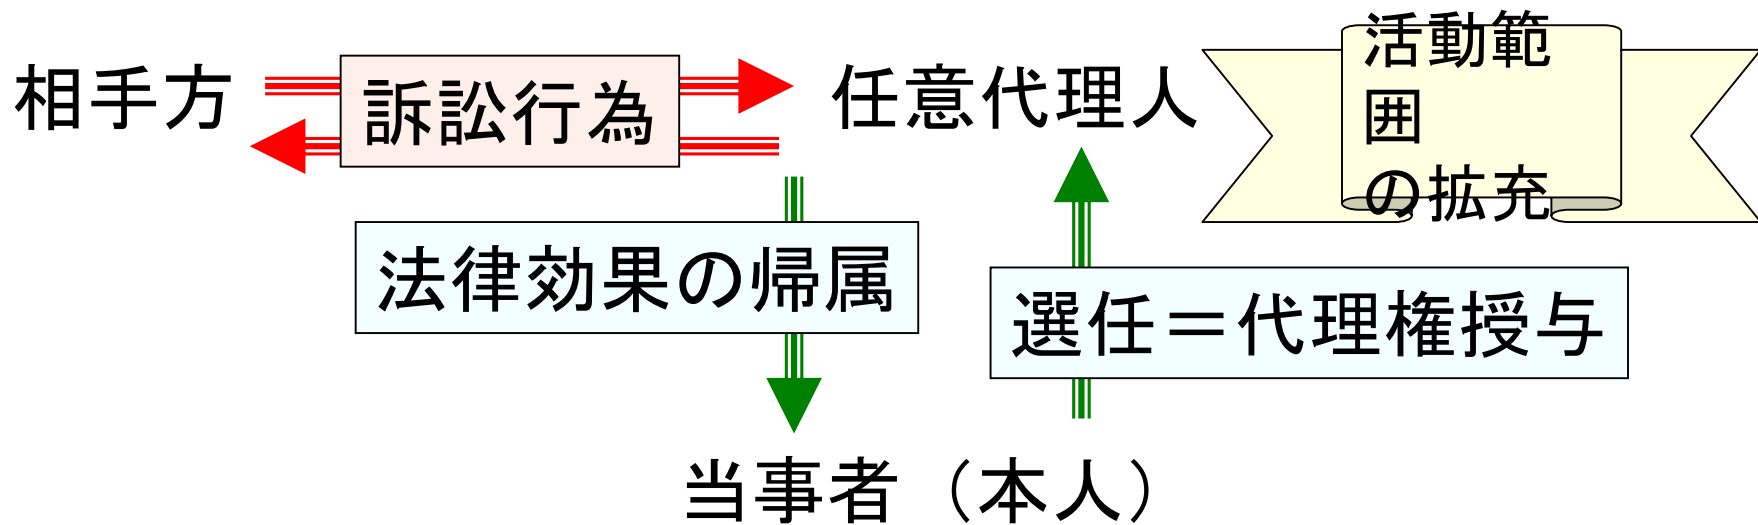 相手方
訴訟行為
任意代理人
活動範
囲
の拡充
法律効果の帰属
選任＝代理権授与
当事者（本人）